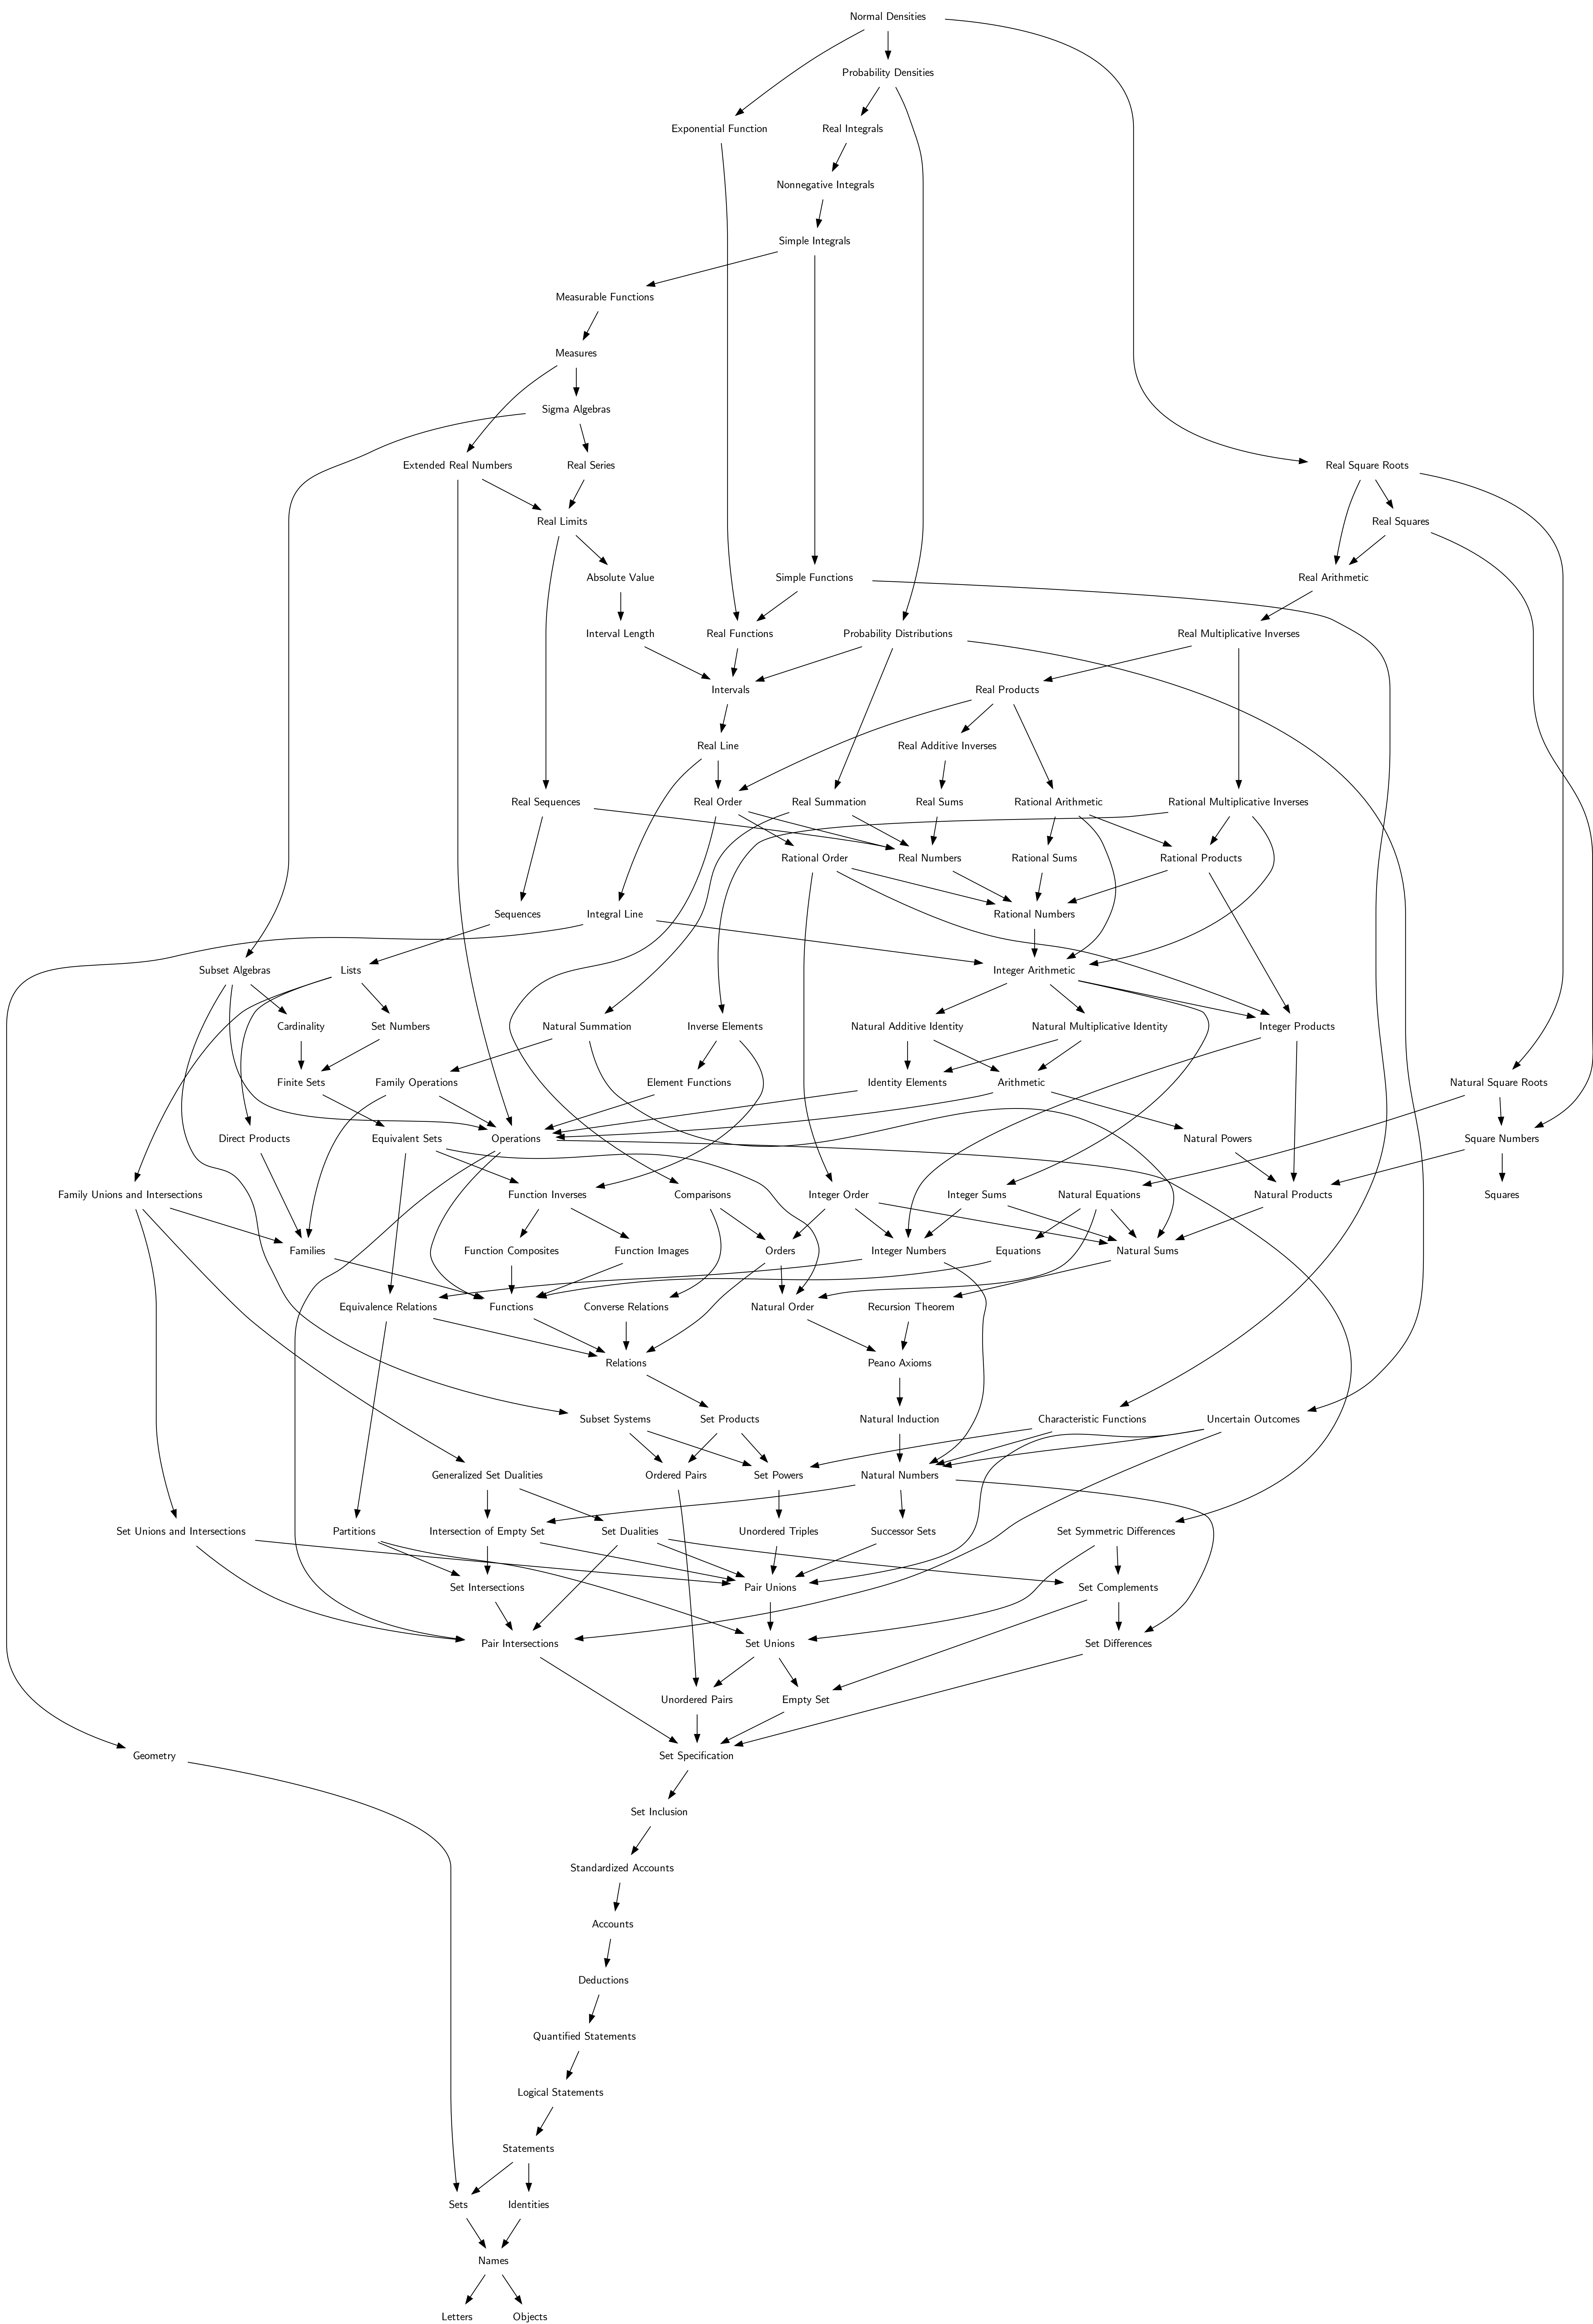 Normal Densities
Probability Densities
Exponential Function
Real Integrals
Nonnegative Integrals
Simple Integrals
Measurable Functions
Measures
Sigma Algebras
Extended Real Numbers
Real Series
Real Square Roots
Real Limits
Real Squares
Absolute Value
Simple Functions
Real Arithmetic
Interval Length
Real Functions
Probability Distributions
Real Multiplicative Inverses
Intervals
Real Products
Real Line
Real Additive Inverses
Real Sequences
Real Order
Real Summation
Real Sums
Rational Arithmetic
Rational Multiplicative Inverses
Rational Order
Real Numbers
Rational Sums
Rational Products
Sequences
Integral Line
Rational Numbers
Subset Algebras
Lists
Integer Arithmetic
Cardinality
Set Numbers
Natural Summation
Inverse Elements
Natural Additive Identity
Natural Multiplicative Identity
Integer Products
Finite Sets
Family Operations
Element Functions
Identity Elements
Arithmetic
Natural Square Roots
Direct Products
Equivalent Sets
Operations
Natural Powers
Square Numbers
Family Unions and Intersections
Function Inverses
Comparisons
Integer Order
Integer Sums
Natural Equations
Natural Products
Squares
Families
Function Composites
Function Images
Orders
Integer Numbers
Equations
Natural Sums
Equivalence Relations
Functions
Converse Relations
Natural Order
Recursion Theorem
Relations
Peano Axioms
Subset Systems
Set Products
Natural Induction
Characteristic Functions
Uncertain Outcomes
Generalized Set Dualities
Ordered Pairs
Set Powers
Natural Numbers
Set Unions and Intersections
Partitions
Intersection of Empty Set
Set Dualities
Unordered Triples
Successor Sets
Set Symmetric Differences
Set Intersections
Pair Unions
Set Complements
Pair Intersections
Set Unions
Set Differences
Unordered Pairs
Empty Set
Geometry
Set Specification
Set Inclusion
Standardized Accounts
Accounts
Deductions
Quantified Statements
Logical Statements
Statements
Sets
Identities
Names
Letters
Objects